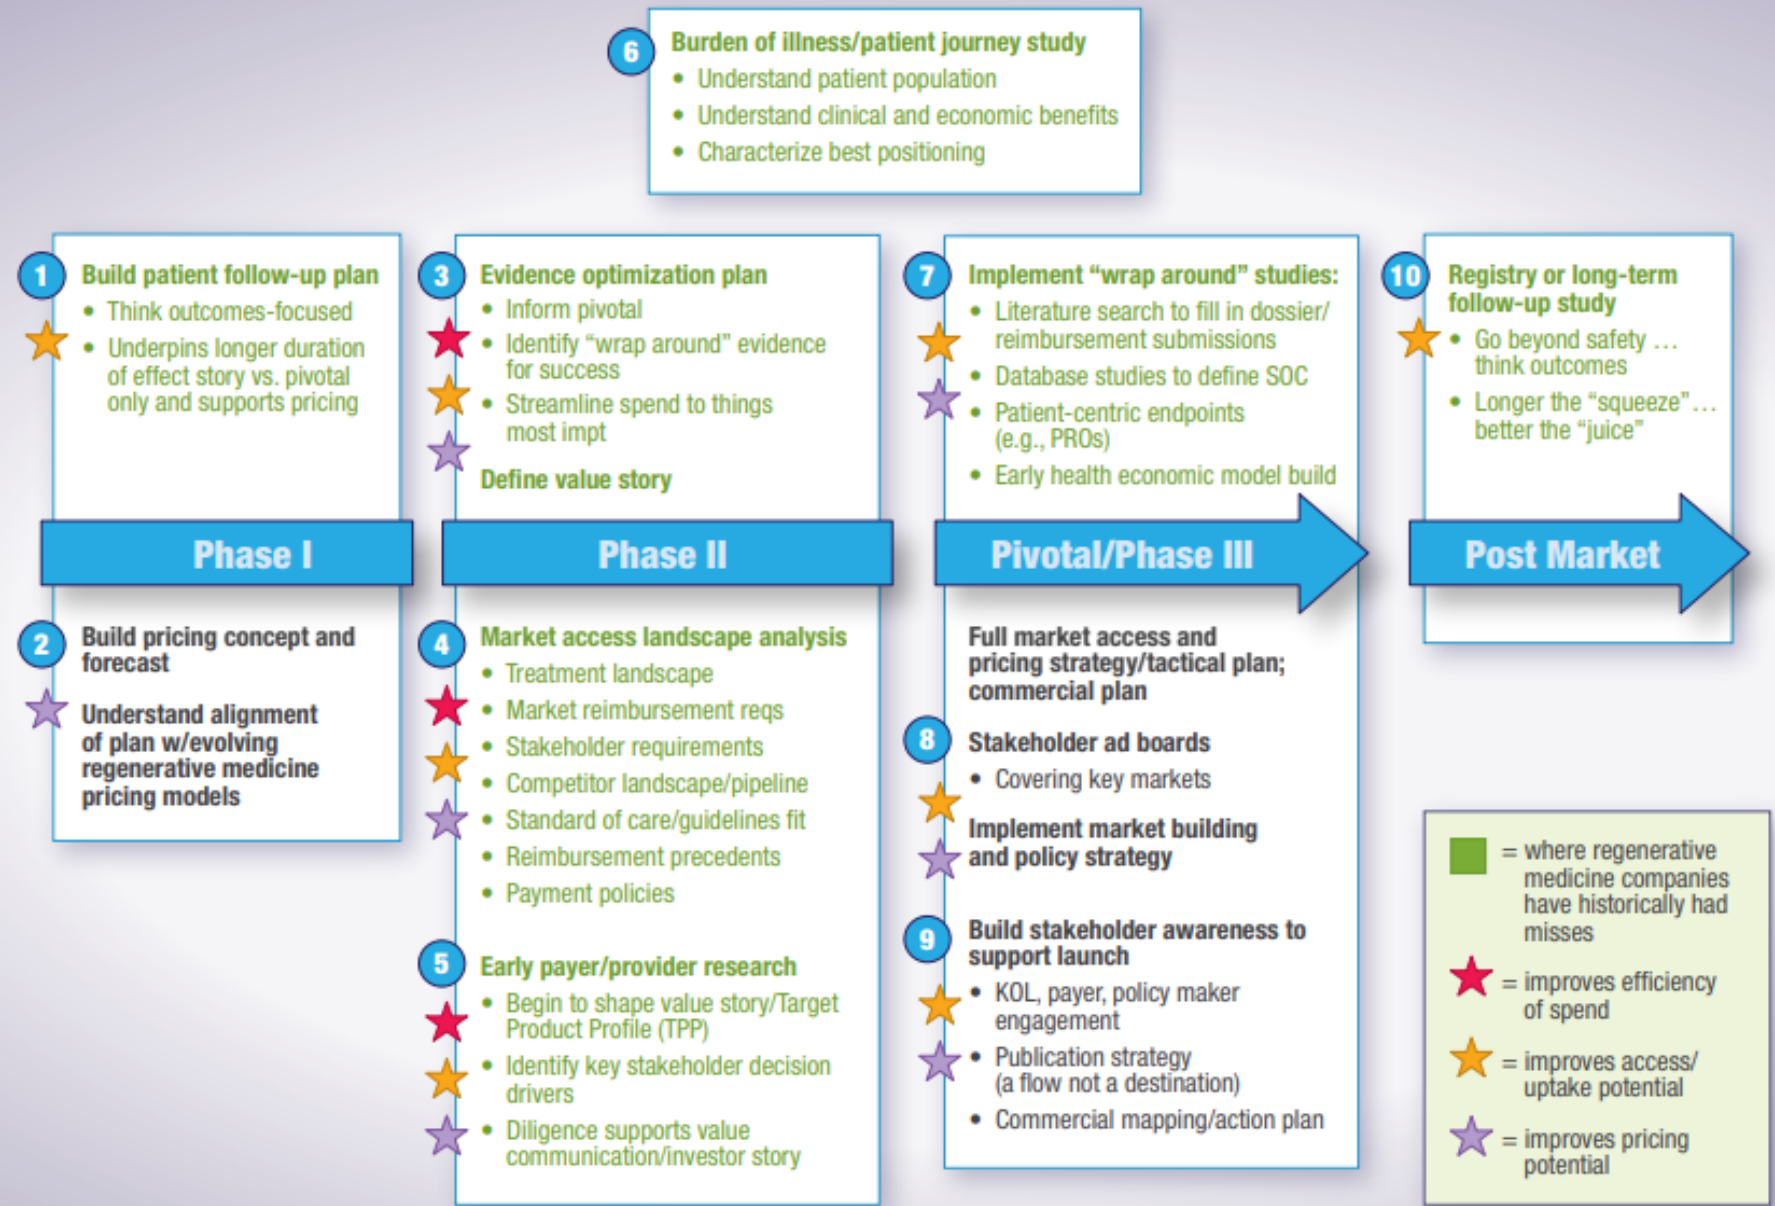 6
Burden of illness/patient journey study
• Understand patient population
• Understand clinical and economic benefits
• Characterize best positioning
1
Build patient follow-up plan
• Think outcomes-focused
• Underpins longer duration
of effect story vs. pivotal
only and supports pricing
3
Evidence optimization plan
• Inform pivotal
• Identify “wrap around” evidence
for success
• Streamline spend to things
most impt
Define value story
7
Implement “wrap around” studies:
• Literature search to fill in dossier/
reimbursement submissions
• Database studies to define SOC
• Patient-centric endpoints
(e.g., PROs)
• Early health economic model build
10
Registry or long-term
follow-up study
• Go beyond safety …
think outcomes
• Longer the “squeeze”…
better the “juice”
Phase I
Phase II
Pivotal/Phase III
Post Market
2
Build pricing concept and
forecast
Understand alignment
of plan w/evolving
regenerative medicine
pricing models
4
Market access landscape analysis
• Treatment landscape
• Market reimbursement reqs
• Stakeholder requirements
• Competitor landscape/pipeline
• Standard of care/guidelines fit
• Reimbursement precedents
• Payment policies
5
Early payer/provider research
• Begin to shape value story/Target
Product Profile (TPP)
• Identify key stakeholder decision
drivers
• Diligence supports value
communication/investor story
Full market access and
pricing strategy/tactical plan;
commercial plan
8
Stakeholder ad boards
• Covering key markets
Implement market building
and policy strategy
9
Build stakeholder awareness to
support launch
• KOL, payer, policy maker
engagement
• Publication strategy
(a flow not a destination)
• Commercial mapping/action plan
= where regenerative
medicine companies
have historically had
misses
= improves efficiency
of spend
= improves access/
uptake potential
= improves pricing
potential